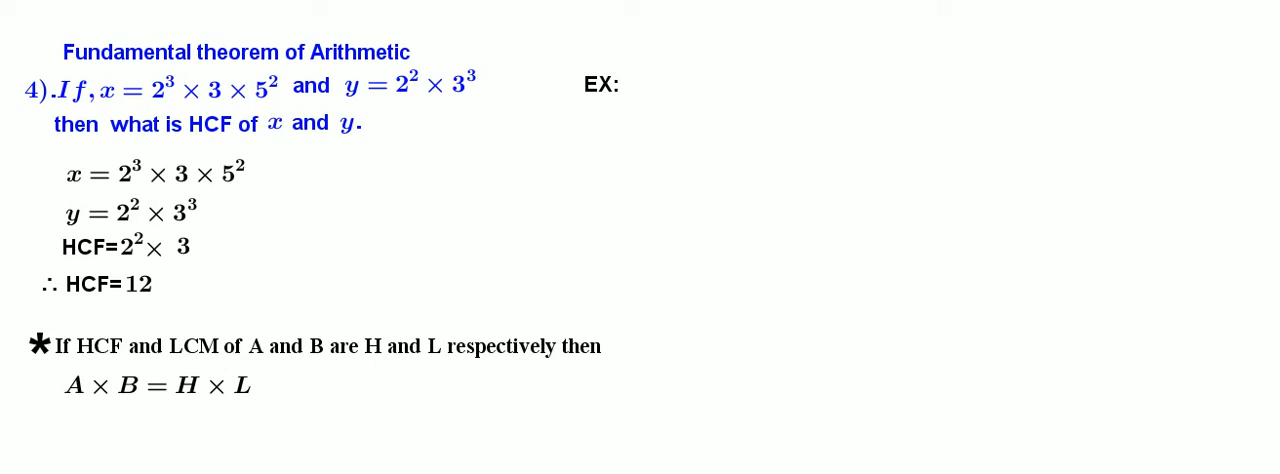 Fundamental theorem of Arithmetic
4).If, x = 2³ × 3 × 5² and y = 2² × 3³
then what is HCF of x and y.
EX:
x = 2³ × 3 × 5²
y = 2² × 3³
HCF=2² × 3
∴ HCF=12
*If HCF and LCM of A and B are H and L respectively then
A × B = H × L